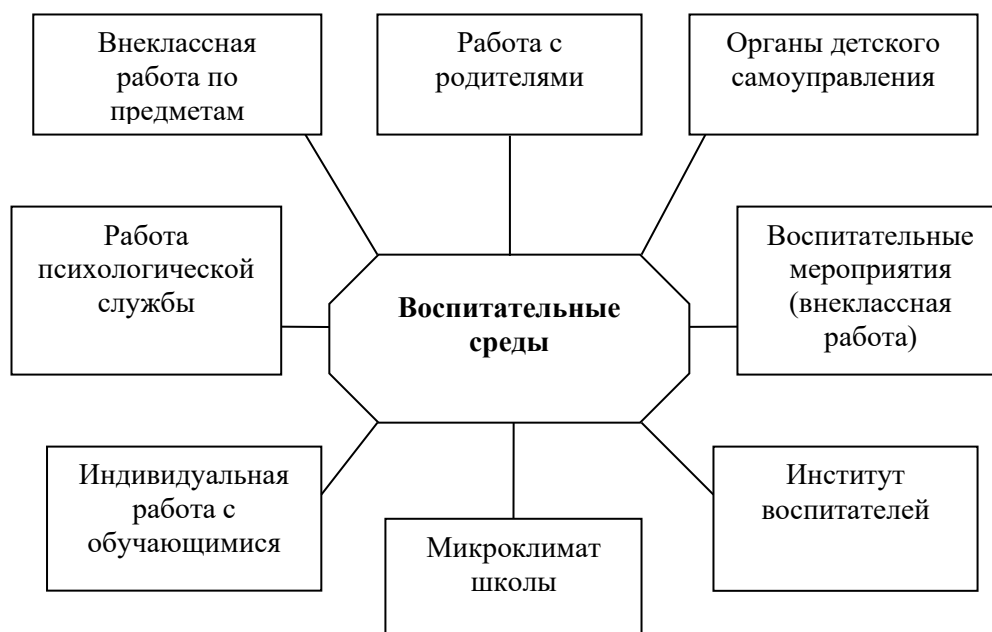 Внеклассная
работа по
предметам
Работа с
родителями
Органы детского
самоуправления
Работа
психологической
службы
Воспитательные
среды
Воспитательные
мероприятия
(внеклассная
работа)
Индивидуальная
работа с
обучающимися
Микроклимат
школы
Институт
воспитателей